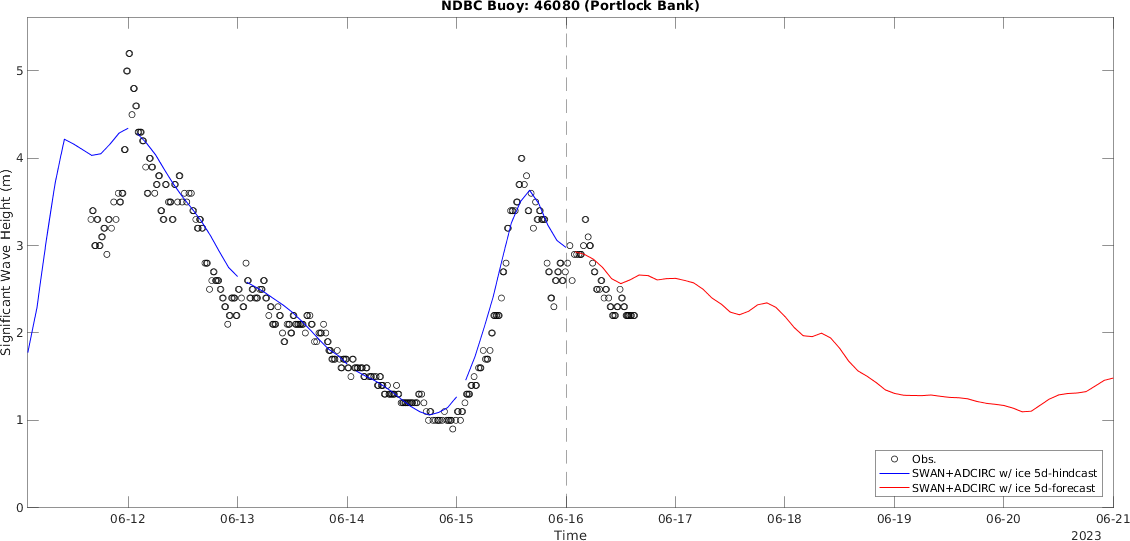 NDBC Buoy: 46080 (Portlock Bank)
Significant Wave Height (m)
5
4
3
2
1
0
Obs.
SWAN+ADCIRC w/ ice 5d-hindcast
SWAN+ADCIRC w/ ice 5d-forecast
06-12 06-13 06-14 06-15 06-16 06-17 06-18 06-19 06-20 06-21
Time
2023